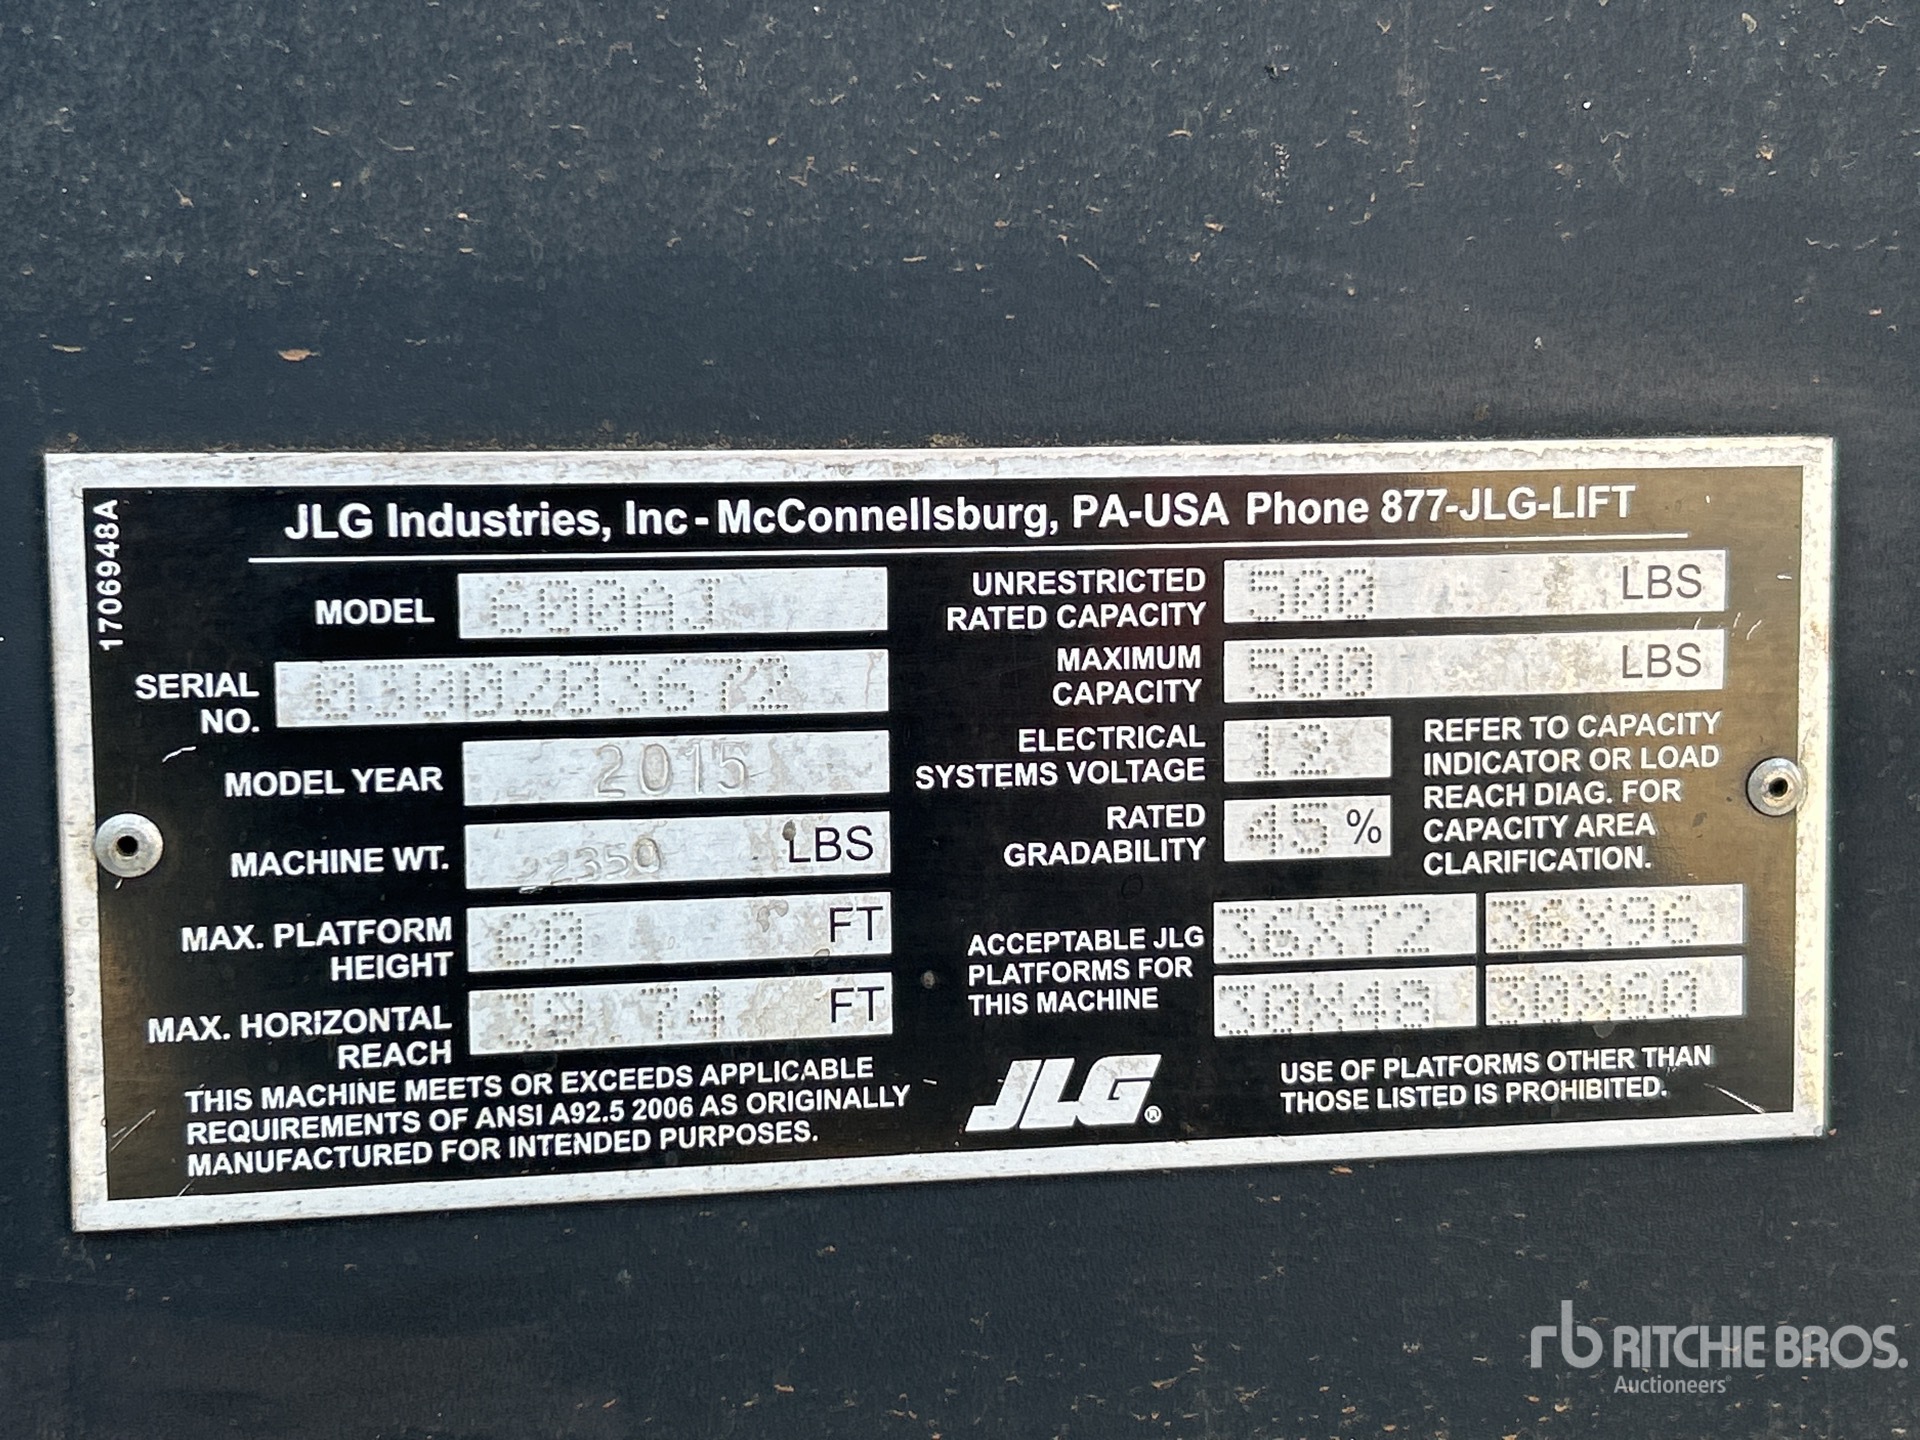 17069948A
JLG Industries, Inc - McConnellsburg, PA-USA Phone 877-JLG-LIFT
MODEL 600AJ
SERIAL NO. 0300203672
MODEL YEAR 2015
MACHINE WT. 22350 LBS
MAX. PLATFORM HEIGHT 60 FT
MAX. HORIZONTAL REACH 39 74 FT
THIS MACHINE MEETS OR EXCEEDS APPLICABLE
REQUIREMENTS OF ANSI A92.5 2006 AS ORIGINALLY
MANUFACTURED FOR INTENDED PURPOSES.
UNRESTRICTED RATED CAPACITY 500 LBS
MAXIMUM CAPACITY 500 LBS
ELECTRICAL SYSTEMS VOLTAGE 12
RATED GRADABILITY 45 %
REFER TO CAPACITY
INDICATOR OR LOAD
REACH DIAG. FOR
CAPACITY AREA
CLARIFICATION.
ACCEPTABLE JLG
PLATFORMS FOR
THIS MACHINE
36X72 36X96
30X48 30X60
JLG®
USE OF PLATFORMS OTHER THAN
THOSE LISTED IS PROHIBITED.
rb RITCHIE BROS.
Auctioneers